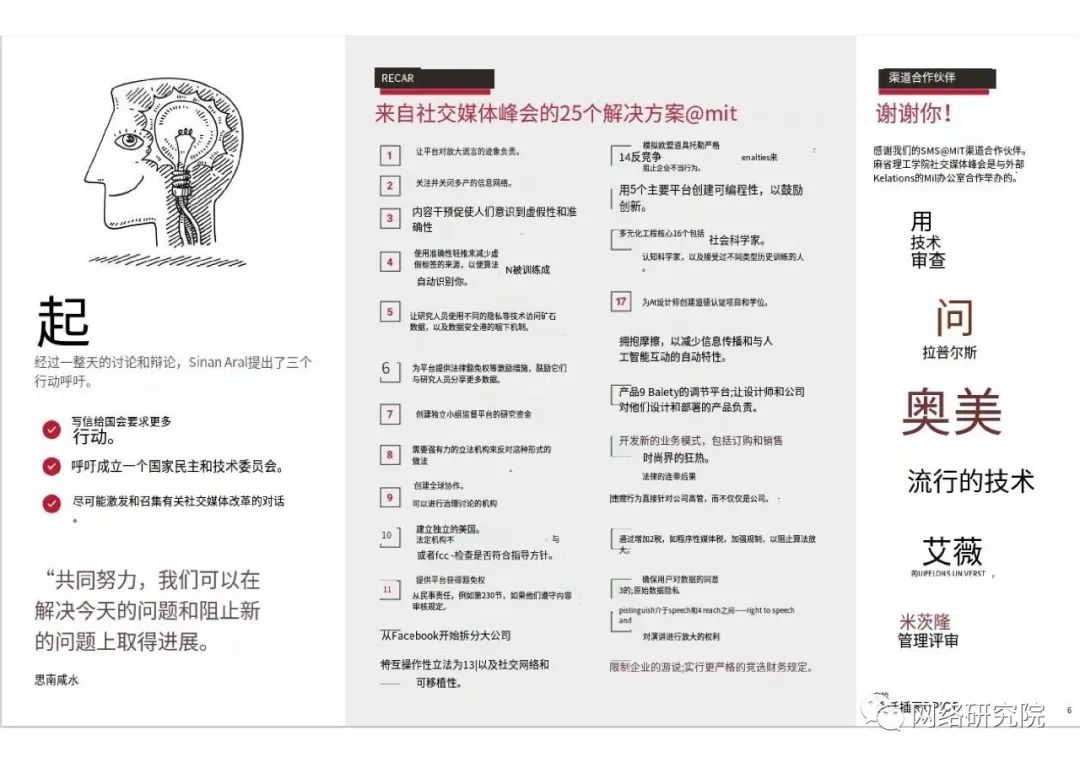 起
经过一整天的讨论和辩论，Sinan Aral提出了三个
行动呼吁。
写信给国会要求更多
行动。
呼吁成立一个国家民主和技术委员会。
尽可能激发和召集有关社交媒体改革的对话
。
“共同努力，我们可以在
解决今天的问题和阻止新
的问题上取得进展。
思南咸水
RECAR
来自社交媒体峰会的25个解决方案@mit
1 让平台对放大谎言的迹象负责。
2 关注并关闭多产的信息网络。
3 内容干预促使人们意识到虚假性和准
确性
4 使用准确性轻推来减少虚
假标签的来源，以便算法 N被训练成
自动识别你。
5 让研究人员使用不同的隐私等技术访问矿石
数据，以及数据安全港的咽下机制。
6 为平台提供法律豁免权等激励措施，鼓励它们
与研究人员分享更多数据。
7 创建独立小组监督平台的研究资金
8 需要强有力的立法机构来反对这种形式的
做法
9 创建全球协作。
可以进行治理讨论的机构
10 建立独立的美国。
法定机构不 与
或者fcc -检查是否符合指导方针。
11 提供平台获得豁免权
从民事责任，例如第230节，如果他们遵守内容
审核规定。
从Facebook开始拆分大公司
将互操作性立法为13|以及社交网络和
可移植性。
模拟欧盟道具托勒严格
14反竞争 enalties来
阻止企业不当行为。
用5个主要平台创建可编程性，以鼓励
创新。
多元化工程核心16个包括 社会科学家。
认知科学家，以及接受过不同类型历史训练的人
。
17 为AI设计师创建道德认证项目和学位。
拥抱摩擦，以减少信息传播和与人
工智能互动的自动特性。
产品9 Balety的调节平台;让设计师和公司
对他们设计和部署的产品负责。
开发新的业务模式，包括订购和销售
时尚界的狂热。
法律的连带后果
违规行为直接针对公司高管，而不仅仅是公司。
通过增加2税，如程序性媒体税，加强规制，以阻止算法放
大。
确保用户对数据的同意
3的;原始数据隐私
pistinguish介于speech和4 reach之间——right to speech
and
对演讲进行放大的权利
限制企业的游说;实行更严格的竞选财务规定。
渠道合作伙伴
谢谢你！
感谢我们的SMS@MIT渠道合作伙伴。
麻省理工学院社交媒体峰会是与外部
Kelations的Mil办公室合作举办的。
用
技术
审查
问
拉普尔斯
奥美
流行的技术
艾薇
的UIFELONS UN VERST 。
米茨隆
管理评审
网络研究院
6